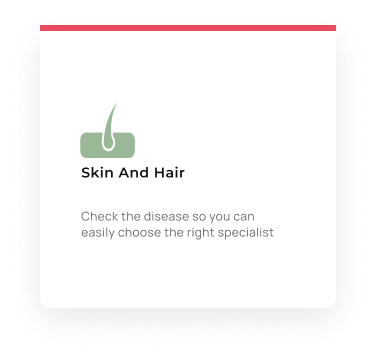 Skin And Hair
Check the disease so you can
easily choose the right specialist